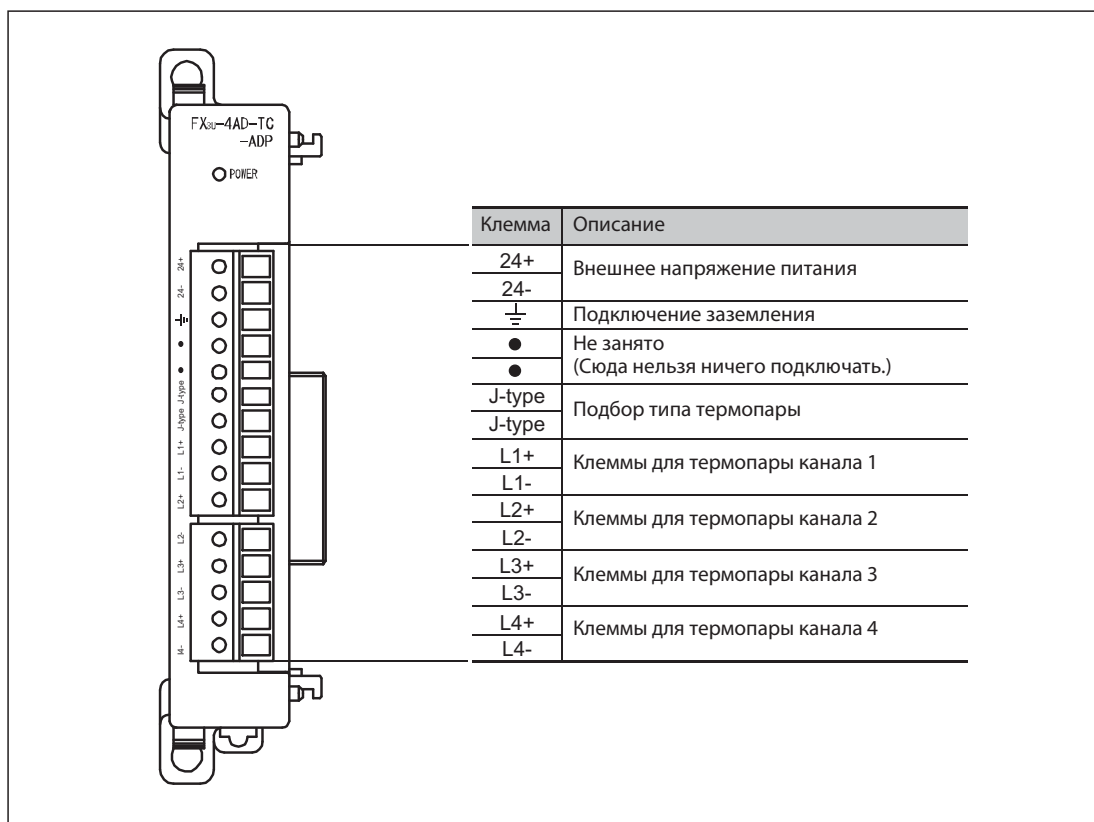 FX3U-4AD-TC
-ADP
POWER
24+
24-
⏚
●
●
J-type
J-type
L1+
L1-
L2+
L2-
L3+
L3-
L4+
I4-
Клемма Описание
24+
24-
Внешнее напряжение питания
⏚ Подключение заземления
● Не занято
● (Сюда нельзя ничего подключать.)
J-type
J-type
Подбор типа термопары
L1+
L1-
Клеммы для термопары канала 1
L2+
L2-
Клеммы для термопары канала 2
L3+
L3-
Клеммы для термопары канала 3
L4+
L4-
Клеммы для термопары канала 4